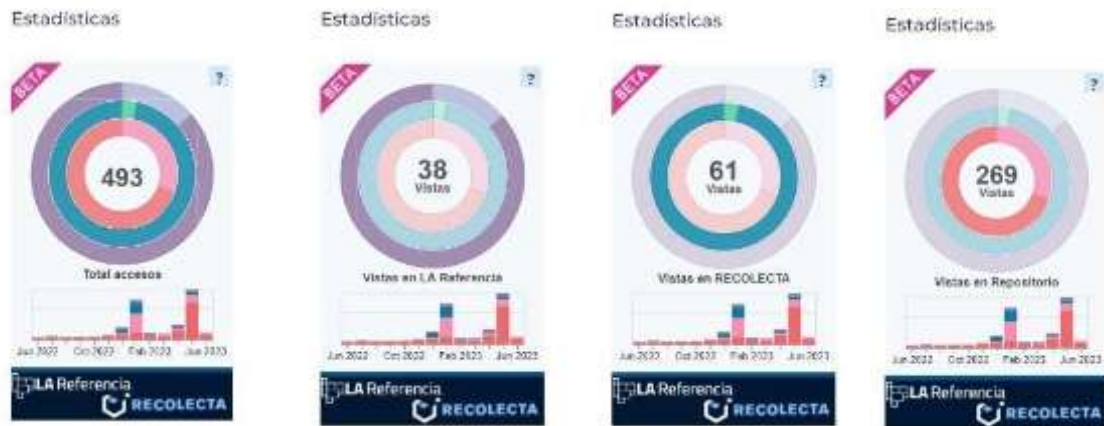 Estadísticas
BETA
?
493
Total accesos
Jun 2022 Oct 2022 Feb 2023 Jun 2023
LA Referencia
RECOLECTA
Estadísticas
BETA
?
38
Vistas
Vistas en LA Referencia
Jun 2022 Oct 2022 Feb 2023 Jun 2023
LA Referencia
RECOLECTA
Estadísticas
BETA
?
61
Vistas
Vistas en RECOLECTA
Jun 2022 Oct 2022 Feb 2023 Jun 2023
LA Referencia
RECOLECTA
Estadísticas
BETA
?
269
Vistas
Vistas en Repositorio
Jun 2022 Oct 2022 Feb 2023 Jun 2023
LA Referencia
RECOLECTA